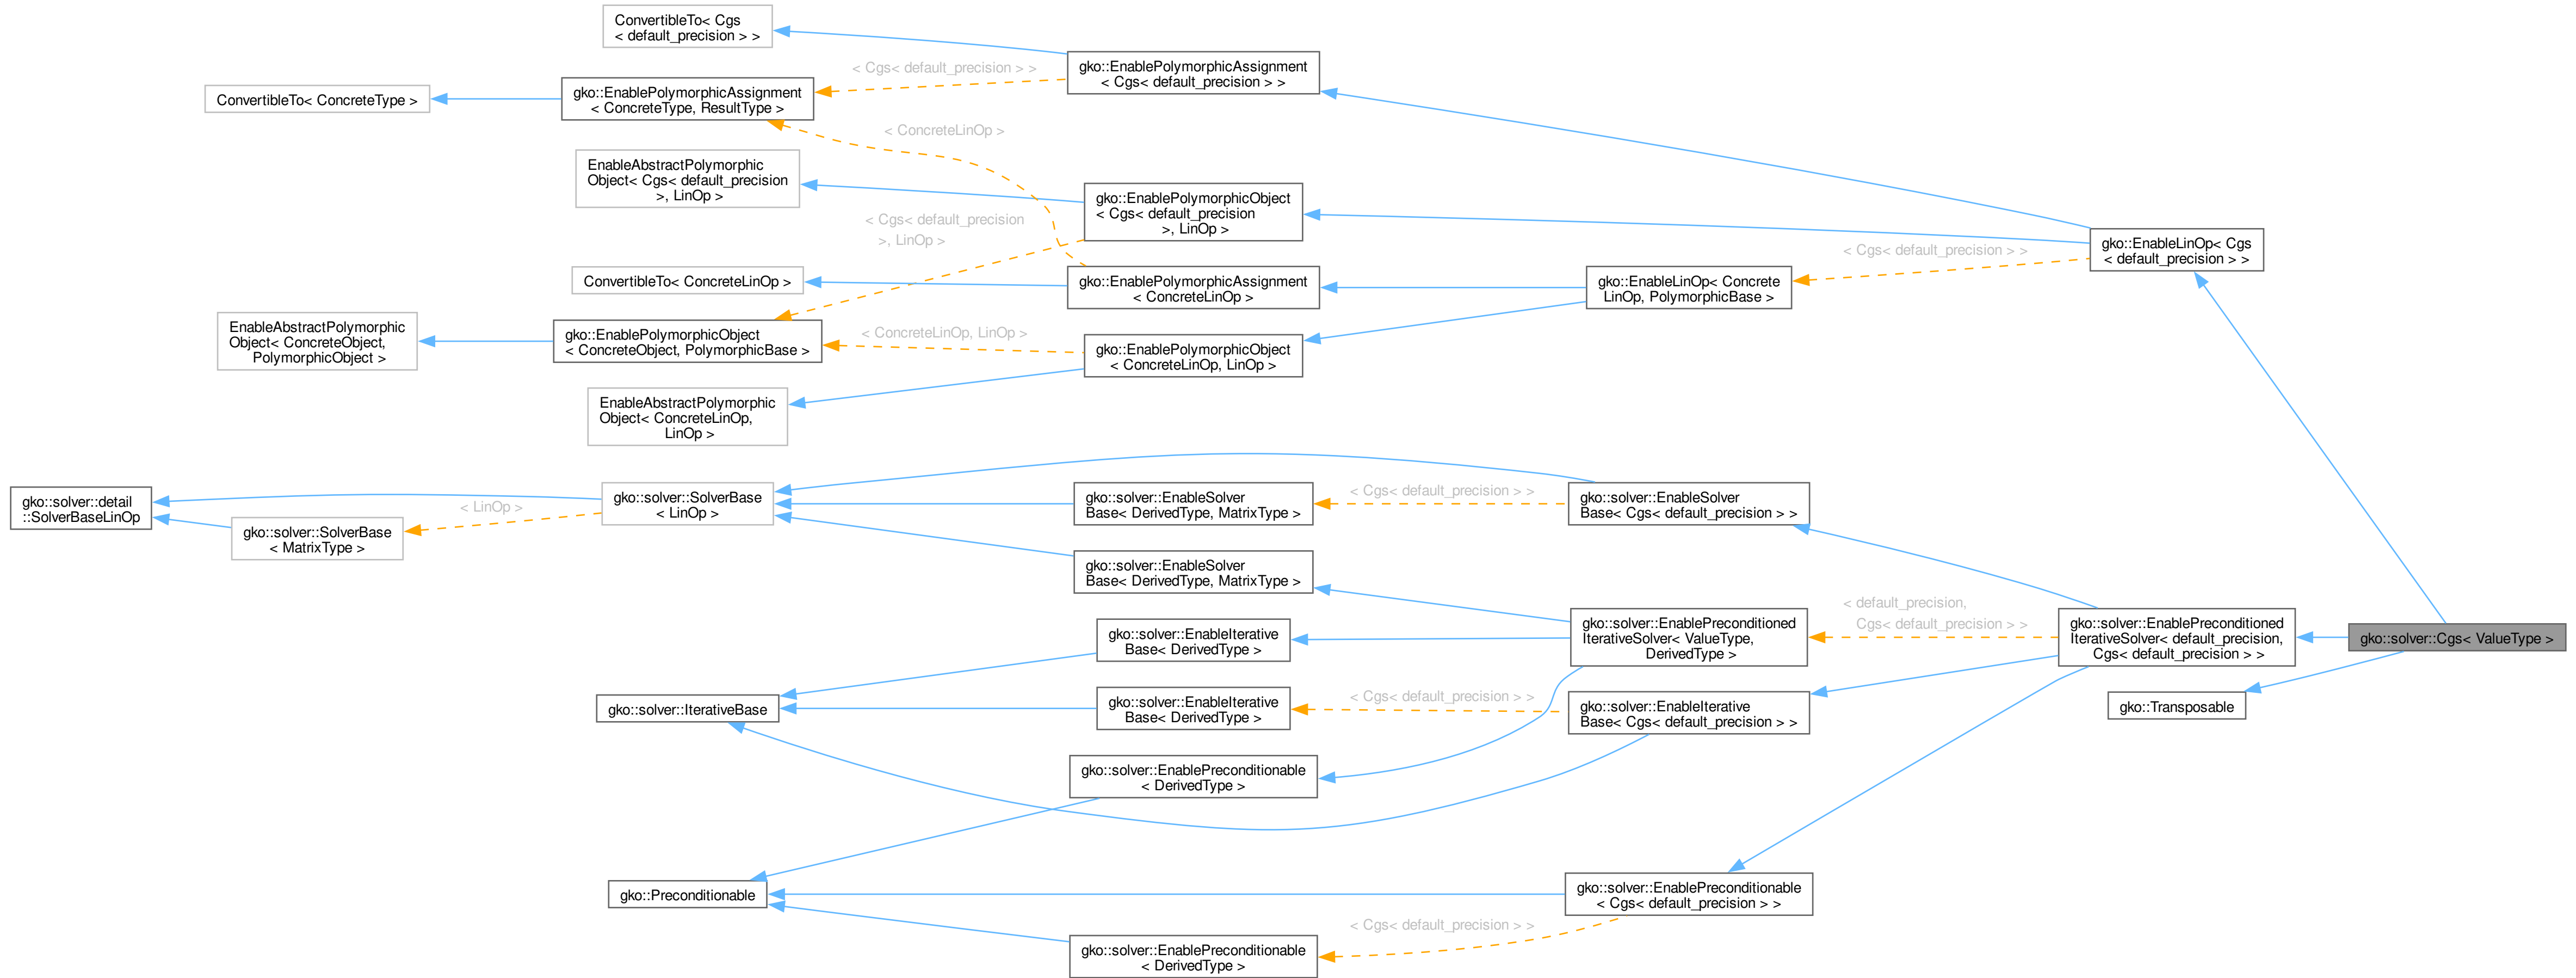 ConvertibleTo< Cgs
< default_precision > >
gko::EnablePolymorphicAssignment
< Cgs< default_precision > >
< Cgs< default_precision > >
ConvertibleTo< ConcreteType >
gko::EnablePolymorphicAssignment
< ConcreteType, ResultType >
< ConcreteLinOp >
EnableAbstractPolymorphic
Object< Cgs< default_precision
>, LinOp >
gko::EnablePolymorphicObject
< Cgs< default_precision
>, LinOp >
< Cgs< default_precision
>, LinOp >
gko::EnableLinOp< Cgs
< default_precision > >
< Cgs< default_precision > >
ConvertibleTo< ConcreteLinOp >
gko::EnablePolymorphicAssignment
< ConcreteLinOp >
gko::EnableLinOp< Concrete
LinOp, PolymorphicBase >
EnableAbstractPolymorphic
Object< ConcreteObject,
PolymorphicObject >
gko::EnablePolymorphicObject
< ConcreteObject, PolymorphicBase >
< ConcreteLinOp, LinOp >
gko::EnablePolymorphicObject
< ConcreteLinOp, LinOp >
EnableAbstractPolymorphic
Object< ConcreteLinOp,
LinOp >
gko::solver::detail
::SolverBaseLinOp
gko::solver::SolverBase
< MatrixType >
< LinOp >
gko::solver::SolverBase
< LinOp >
gko::solver::EnableSolver
Base< DerivedType, MatrixType >
< Cgs< default_precision > >
gko::solver::EnableSolver
Base< Cgs< default_precision > >
gko::solver::EnableSolver
Base< DerivedType, MatrixType >
gko::solver::EnableIterative
Base< DerivedType >
gko::solver::EnablePreconditioned
IterativeSolver< ValueType,
DerivedType >
< default_precision,
Cgs< default_precision > >
gko::solver::EnablePreconditioned
IterativeSolver< default_precision,
Cgs< default_precision > >
gko::solver::Cgs< ValueType >
gko::solver::IterativeBase
gko::solver::EnableIterative
Base< DerivedType >
< Cgs< default_precision > >
gko::solver::EnableIterative
Base< Cgs< default_precision > >
gko::Transposable
gko::solver::EnablePreconditionable
< DerivedType >
gko::Preconditionable
gko::solver::EnablePreconditionable
< Cgs< default_precision > >
< Cgs< default_precision > >
gko::solver::EnablePreconditionable
< DerivedType >